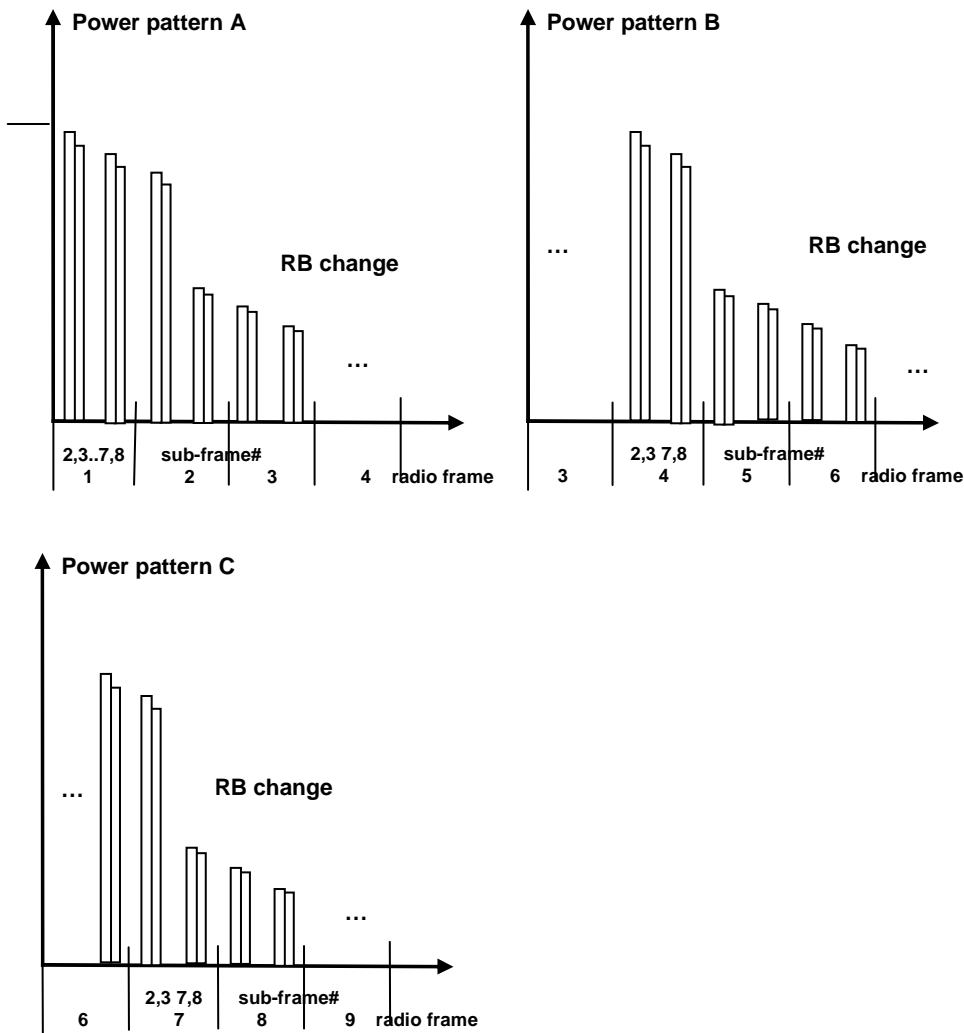 Power pattern A
RB change
...
2,3..7,8 sub-frame#
1 2 3 4 radio frame
Power pattern B
...
RB change
...
2,3 7,8 sub-frame#
3 4 5 6 radio frame
Power pattern C
...
RB change
...
2,3 7,8 sub-frame#
6 7 8 9 radio frame